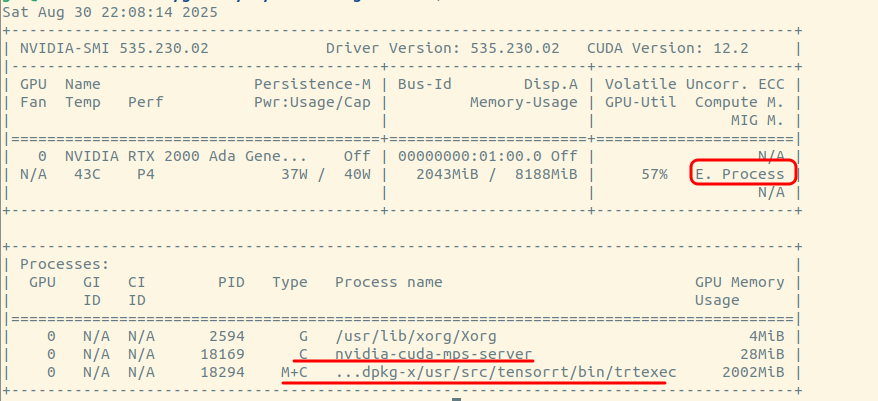 Sat Aug 30 22:08:14 2025
+---------------------------------------------------------------------------------------+
| NVIDIA-SMI 535.230.02             Driver Version: 535.230.02   CUDA Version: 12.2     |
|-----------------------------------------+----------------------+----------------------+
| GPU  Name                 Persistence-M | Bus-Id        Disp.A | Volatile Uncorr. ECC |
| Fan  Temp   Perf          Pwr:Usage/Cap |         Memory-Usage | GPU-Util  Compute M. |
|                                         |                      |               MIG M. |
|=========================================+======================+======================|
|   0  NVIDIA RTX 2000 Ada Gene...    Off | 00000000:01:00.0 Off |                  N/A |
| N/A   43C    P4              37W /  40W |   2043MiB /  8188MiB |     57%   E. Process |
|                                         |                      |                  N/A |
+-----------------------------------------+----------------------+----------------------+
+---------------------------------------------------------------------------------------+
| Processes:                                                                            |
|  GPU   GI   CI        PID   Type   Process name                            GPU Memory |
|        ID   ID                                                             Usage      |
|=======================================================================================|
|    0   N/A  N/A      2594      G   /usr/lib/xorg/Xorg                            4MiB |
|    0   N/A  N/A     18169      C   nvidia-cuda-mps-server                       28MiB |
|    0   N/A  N/A     18294    M+C   ...dpkg-x/usr/src/tensorrt/bin/trtexec     2002MiB |
+---------------------------------------------------------------------------------------+